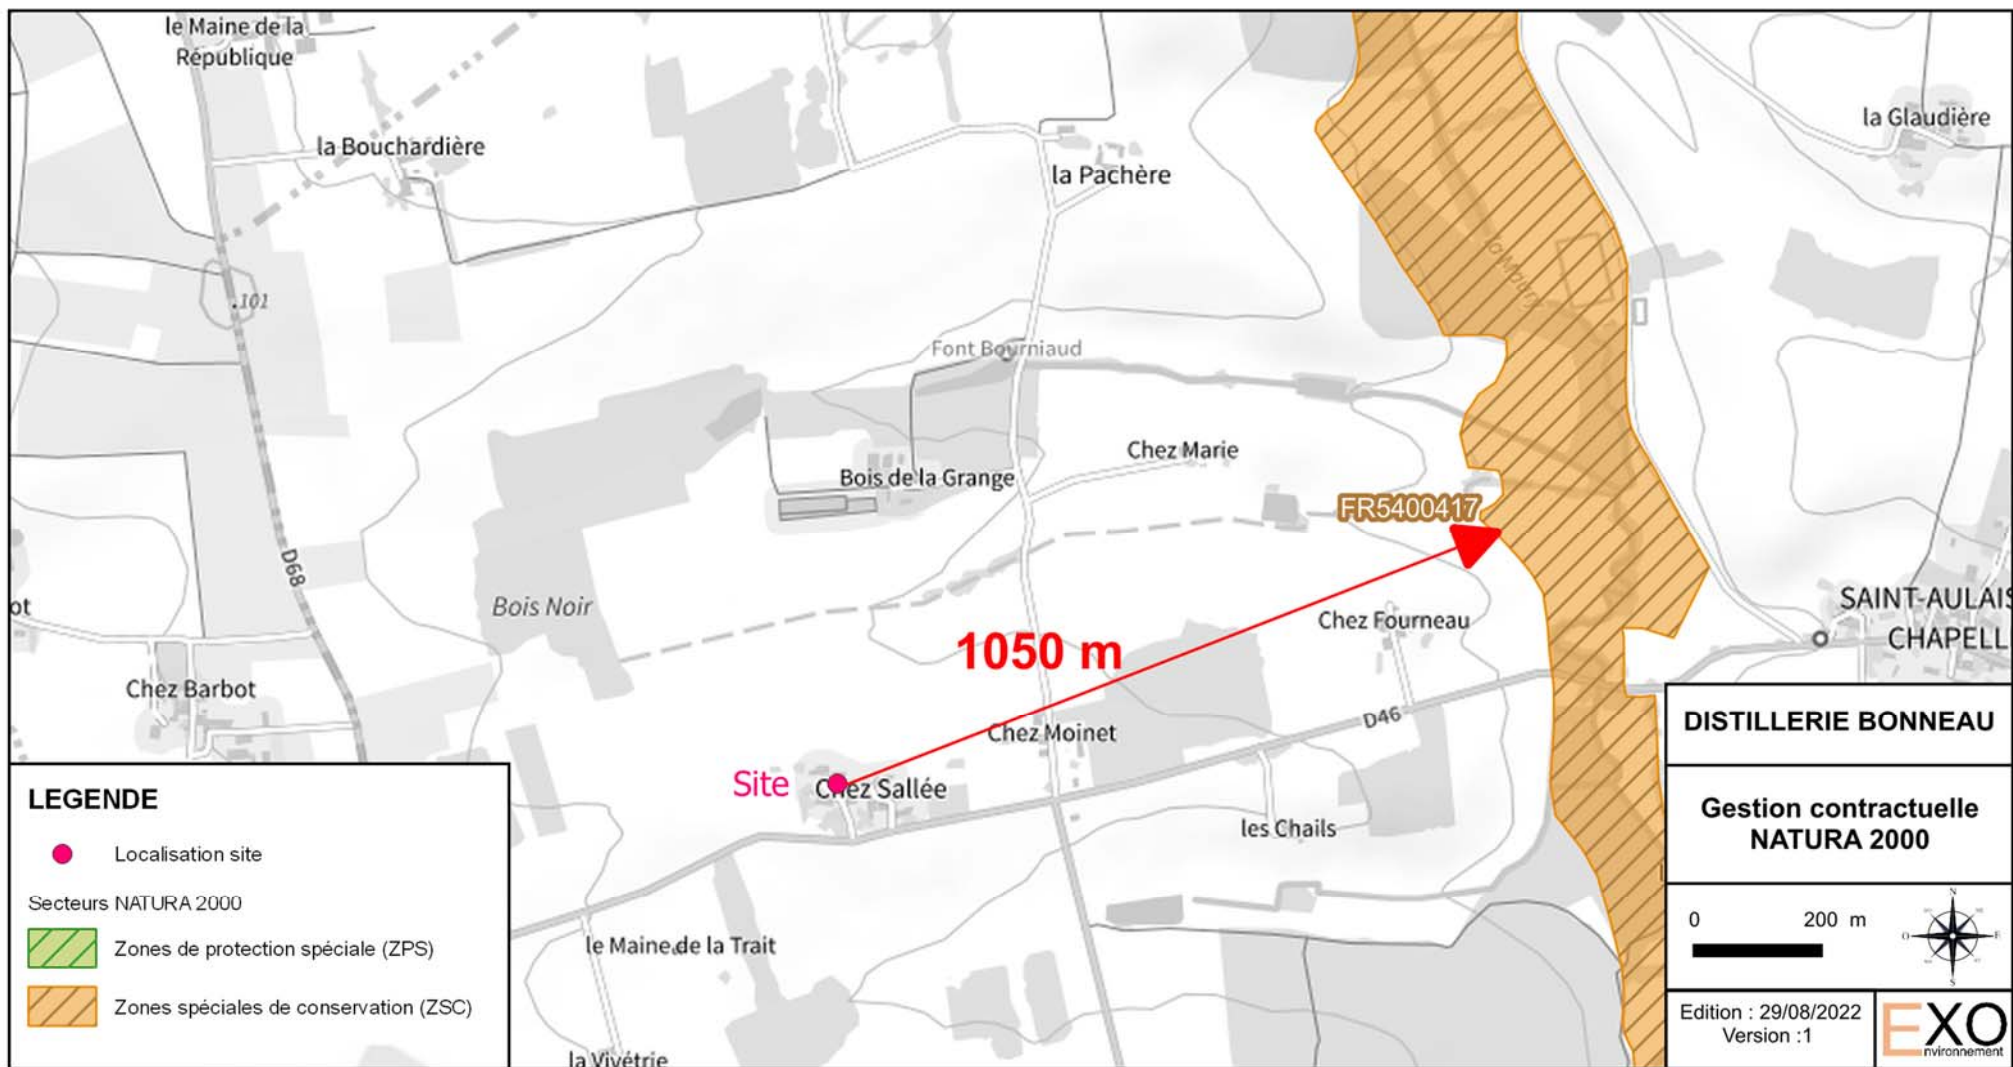 le Maine de la
République
la Bouchardière
la Pachère
la Glaudière
101
la Maury
Font Bourniaud
Chez Marie
Bois de la Grange
FR5400417
D68
ot
Bois Noir
1050 m
Chez Fourneau
SAINT-AULAIS
CHAPELL
Chez Barbot
D46
Chez Moinet
Site
Chez Sallée
les Chails
le Maine de la Trait
la Vivétrie
LEGENDE
Localisation site
Secteurs NATURA 2000
Zones de protection spéciale (ZPS)
Zones spéciales de conservation (ZSC)
DISTILLERIE BONNEAU
Gestion contractuelle
NATURA 2000
0 200 m
N
O E
S
Edition : 29/08/2022
Version :1
EXO
nvironnement